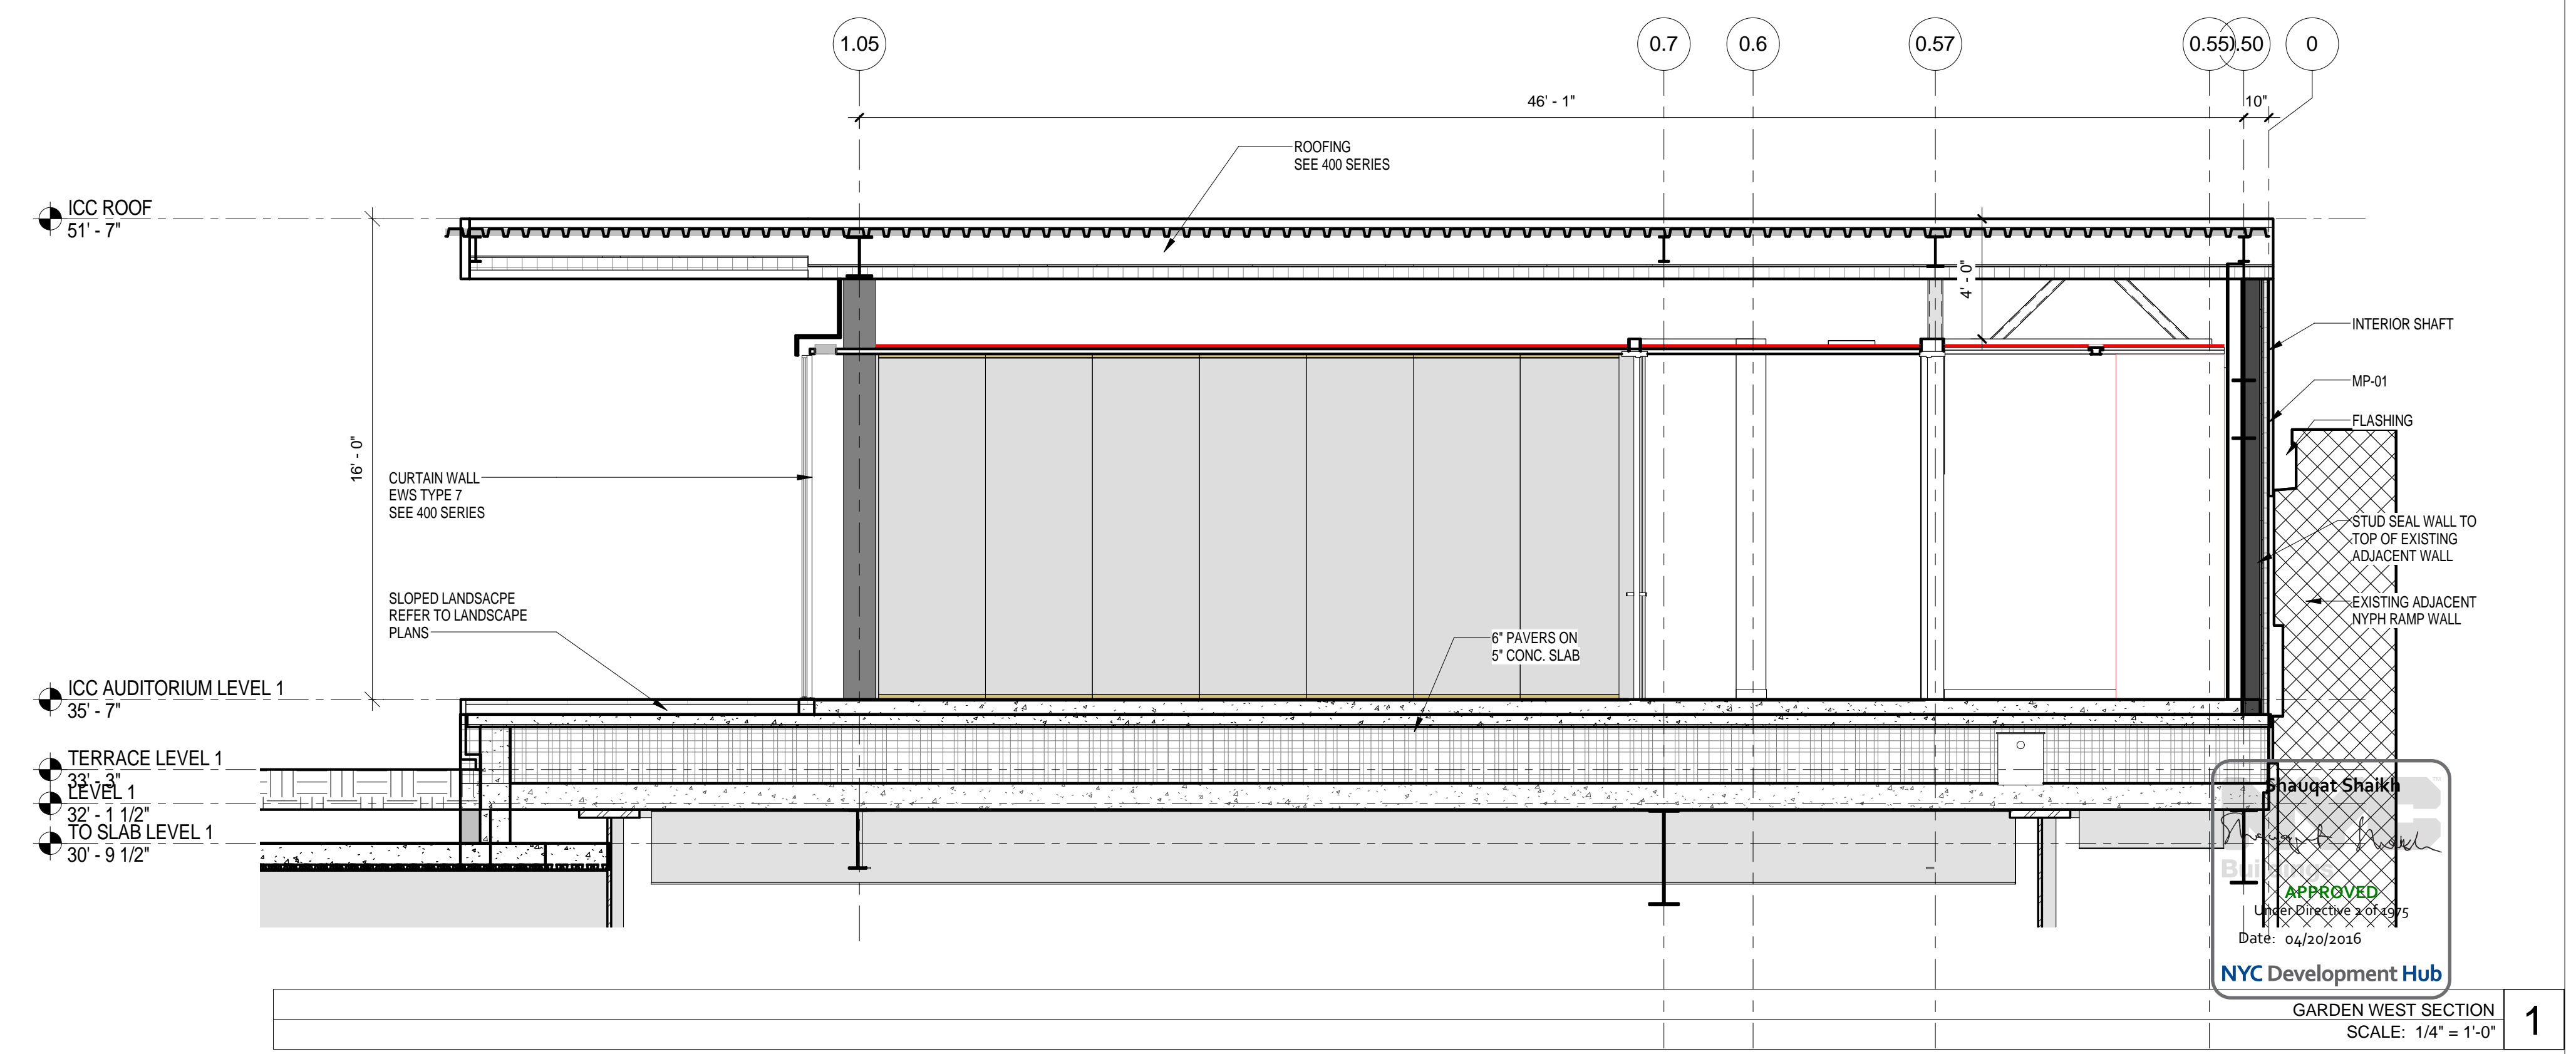 1.05
0.7
0.6
0.57
0.55
0.50
0
46' - 1"
10"
ROOFING
SEE 400 SERIES
ICC ROOF
51' - 7"
4' - 0"
INTERIOR SHAFT
MP-01
FLASHING
16' - 0"
CURTAIN WALL
EWS TYPE 7
SEE 400 SERIES
STUD SEAL WALL TO
TOP OF EXISTING
ADJACENT WALL
SLOPED LANDSACPE
REFER TO LANDSCAPE
PLANS
EXISTING ADJACENT
NYPH RAMP WALL
6" PAVERS ON
5" CONC. SLAB
ICC AUDITORIUM LEVEL 1
35' - 7"
TERRACE LEVEL 1
33' - 3"
LEVEL 1
32' - 1 1/2"
TO SLAB LEVEL 1
30' - 9 1/2"
Shauqat Shaikh
Buildings
APPROVED
Under Directive 2 of 1975
Date: 04/20/2016
NYC Development Hub
GARDEN WEST SECTION
SCALE: 1/4" = 1'-0"
1